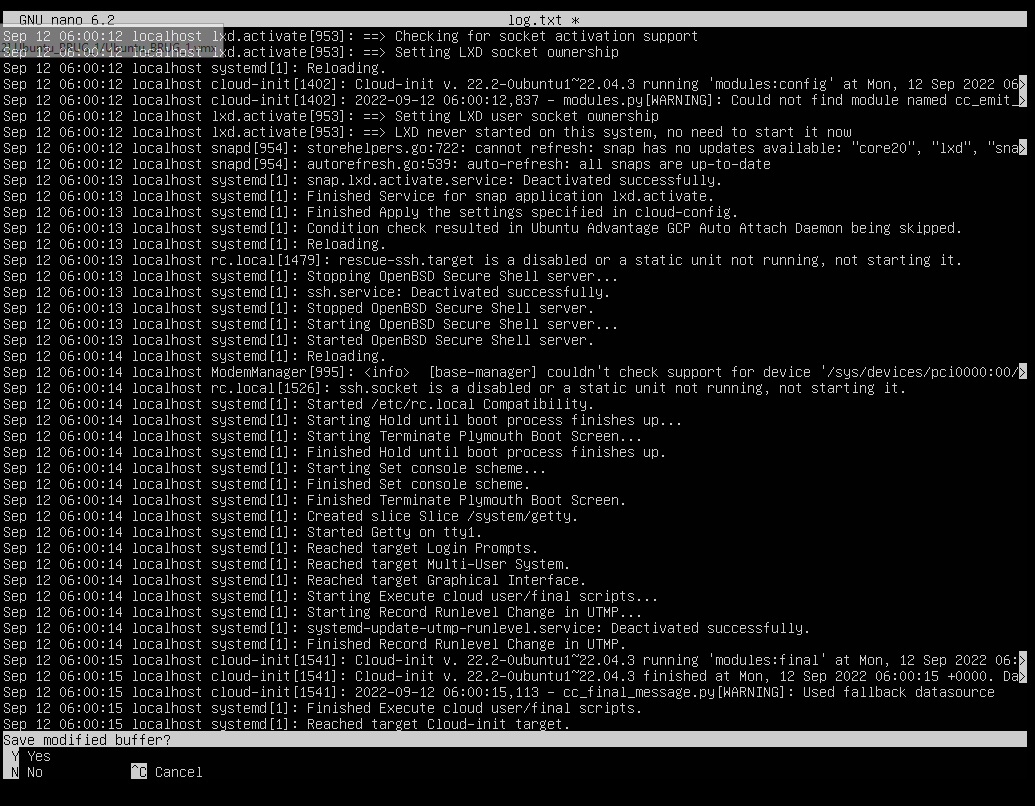 GNU nano 6.2 log.txt *
Sep 12 06:00:12 localhost lxd.activate[953]: ==> Checking for socket activation support
Sep 12 06:00:12 localhost lxd.activate[953]: ==> Setting LXD socket ownership
Sep 12 06:00:12 localhost systemd[1]: Reloading.
Sep 12 06:00:12 localhost cloud-init[1402]: Cloud-init v. 22.2-0ubuntu1~22.04.3 running 'modules:config' at Mon, 12 Sep 2022 06>
Sep 12 06:00:12 localhost cloud-init[1402]: 2022-09-12 06:00:12,837 - modules.py[WARNING]: Could not find module named cc_emit_>
Sep 12 06:00:12 localhost lxd.activate[953]: ==> Setting LXD user socket ownership
Sep 12 06:00:12 localhost lxd.activate[953]: ==> LXD never started on this system, no need to start it now
Sep 12 06:00:12 localhost snapd[954]: storehelpers.go:722: cannot refresh: snap has no updates available: "core20", "lxd", "sna>
Sep 12 06:00:12 localhost snapd[954]: autorefresh.go:539: auto-refresh: all snaps are up-to-date
Sep 12 06:00:13 localhost systemd[1]: snap.lxd.activate.service: Deactivated successfully.
Sep 12 06:00:13 localhost systemd[1]: Finished Service for snap application lxd.activate.
Sep 12 06:00:13 localhost systemd[1]: Finished Apply the settings specified in cloud-config.
Sep 12 06:00:13 localhost systemd[1]: Condition check resulted in Ubuntu Advantage GCP Auto Attach Daemon being skipped.
Sep 12 06:00:13 localhost systemd[1]: Reloading.
Sep 12 06:00:13 localhost rc.local[1479]: rescue-ssh.target is a disabled or a static unit not running, not starting it.
Sep 12 06:00:13 localhost systemd[1]: Stopping OpenBSD Secure Shell server...
Sep 12 06:00:13 localhost systemd[1]: ssh.service: Deactivated successfully.
Sep 12 06:00:13 localhost systemd[1]: Stopped OpenBSD Secure Shell server.
Sep 12 06:00:13 localhost systemd[1]: Starting OpenBSD Secure Shell server...
Sep 12 06:00:13 localhost systemd[1]: Started OpenBSD Secure Shell server.
Sep 12 06:00:14 localhost systemd[1]: Reloading.
Sep 12 06:00:14 localhost ModemManager[995]: <info>  [base-manager] couldn't check support for device '/sys/devices/pci0000:00/>
Sep 12 06:00:14 localhost rc.local[1526]: ssh.socket is a disabled or a static unit not running, not starting it.
Sep 12 06:00:14 localhost systemd[1]: Started /etc/rc.local Compatibility.
Sep 12 06:00:14 localhost systemd[1]: Starting Hold until boot process finishes up...
Sep 12 06:00:14 localhost systemd[1]: Starting Terminate Plymouth Boot Screen...
Sep 12 06:00:14 localhost systemd[1]: Finished Hold until boot process finishes up.
Sep 12 06:00:14 localhost systemd[1]: Starting Set console scheme...
Sep 12 06:00:14 localhost systemd[1]: Finished Set console scheme.
Sep 12 06:00:14 localhost systemd[1]: Finished Terminate Plymouth Boot Screen.
Sep 12 06:00:14 localhost systemd[1]: Created slice Slice /system/getty.
Sep 12 06:00:14 localhost systemd[1]: Started Getty on tty1.
Sep 12 06:00:14 localhost systemd[1]: Reached target Login Prompts.
Sep 12 06:00:14 localhost systemd[1]: Reached target Multi-User System.
Sep 12 06:00:14 localhost systemd[1]: Reached target Graphical Interface.
Sep 12 06:00:14 localhost systemd[1]: Starting Execute cloud user/final scripts...
Sep 12 06:00:14 localhost systemd[1]: Starting Record Runlevel Change in UTMP...
Sep 12 06:00:14 localhost systemd[1]: systemd-update-utmp-runlevel.service: Deactivated successfully.
Sep 12 06:00:14 localhost systemd[1]: Finished Record Runlevel Change in UTMP.
Sep 12 06:00:15 localhost cloud-init[1541]: Cloud-init v. 22.2-0ubuntu1~22.04.3 running 'modules:final' at Mon, 12 Sep 2022 06:>
Sep 12 06:00:15 localhost cloud-init[1541]: Cloud-init v. 22.2-0ubuntu1~22.04.3 finished at Mon, 12 Sep 2022 06:00:15 +0000. Da>
Sep 12 06:00:15 localhost cloud-init[1541]: 2022-09-12 06:00:15,113 - cc_final_message.py[WARNING]: Used fallback datasource
Sep 12 06:00:15 localhost systemd[1]: Finished Execute cloud user/final scripts.
Sep 12 06:00:15 localhost systemd[1]: Reached target Cloud-init target.
Save modified buffer?
Y Yes
N No ^C Cancel